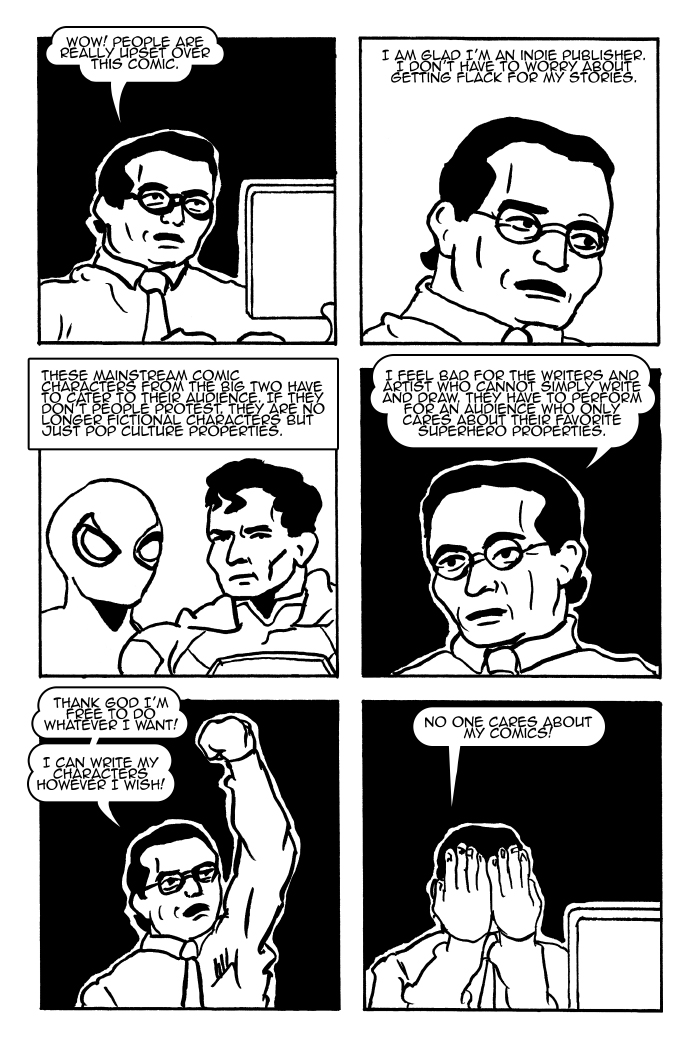 WOW! PEOPLE ARE
REALLY UPSET OVER
THIS COMIC.
I AM GLAD I'M AN INDIE PUBLISHER.
I DON'T HAVE TO WORRY ABOUT
GETTING FLACK FOR MY STORIES.
THESE MAINSTREAM COMIC
CHARACTERS FROM THE BIG TWO HAVE
TO CATER TO THEIR AUDIENCE. IF THEY
DON'T PEOPLE PROTEST. THEY ARE NO
LONGER FICTIONAL CHARACTERS BUT
JUST POP CULTURE PROPERTIES.
I FEEL BAD FOR THE WRITERS AND
ARTIST WHO CANNOT SIMPLY WRITE
AND DRAW. THEY HAVE TO PERFORM
FOR AN AUDIENCE WHO ONLY
CARES ABOUT THEIR FAVORITE
SUPERHERO PROPERTIES.
THANK GOD I'M
FREE TO DO
WHATEVER I WANT!
I CAN WRITE MY
CHARACTERS
HOWEVER I WISH!
NO ONE CARES ABOUT
MY COMICS!